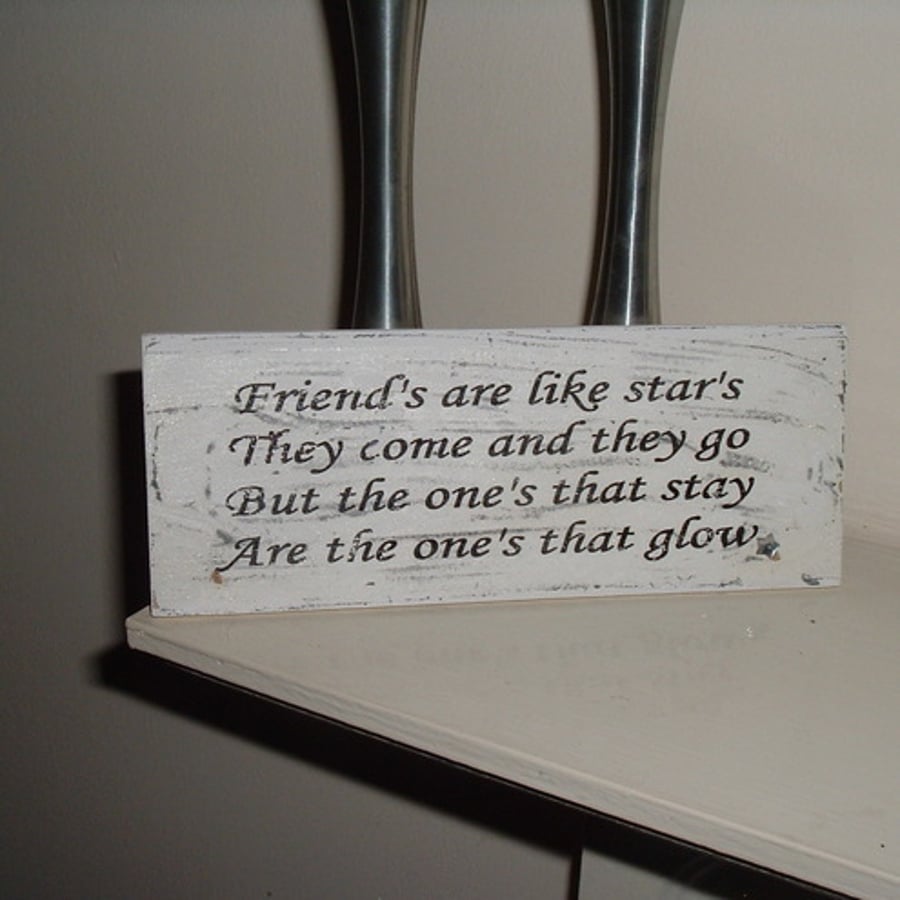 Friend's are like star's
They come and they go
But the one's that stay
Are the one's that glow